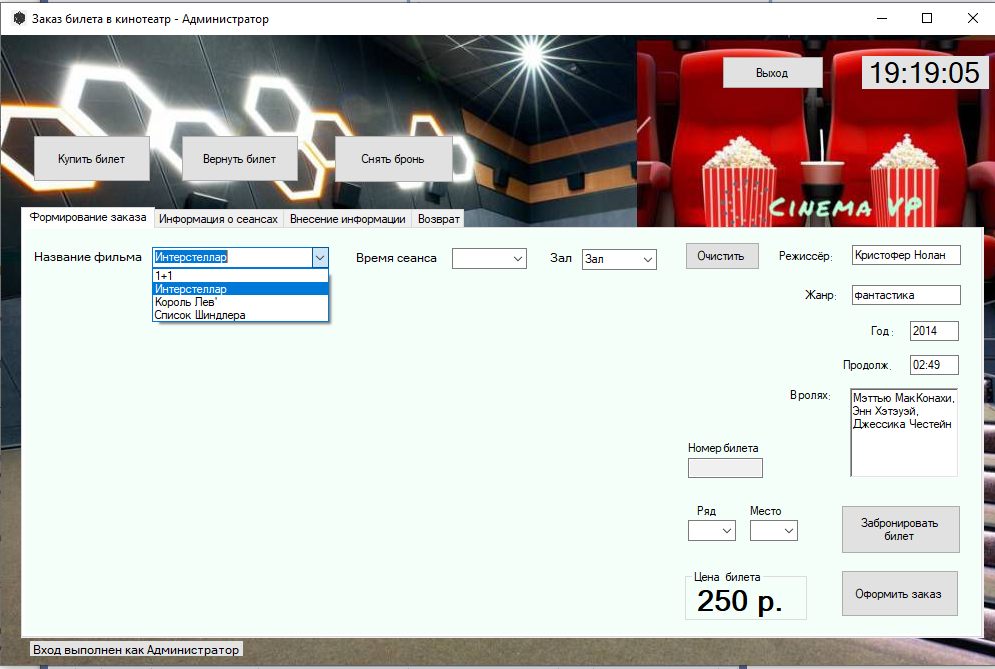 Заказ билета в кинотеатр - Администратор
Выход
19:19:05
Купить билет
Вернуть билет
Снять бронь
CINEMA VP
Формирование заказа
Информация о сеансах
Внесение информации
Возврат
Название фильма
Интерстеллар
1+1
Интерстеллар
Король Лев'
Список Шиндлера
Время сеанса
Зал
Зал
Очистить
Режиссёр:
Кристофер Нолан
Жанр:
фантастика
Год:
2014
Продолж.
02:49
В ролях:
Мэттью МакКонахи,
Энн Хэтэуэй,
Джессика Честейн
Номер билета
Ряд
Место
Забронировать
билет
Цена билета
250 р.
Оформить заказ
Вход выполнен как Администратор